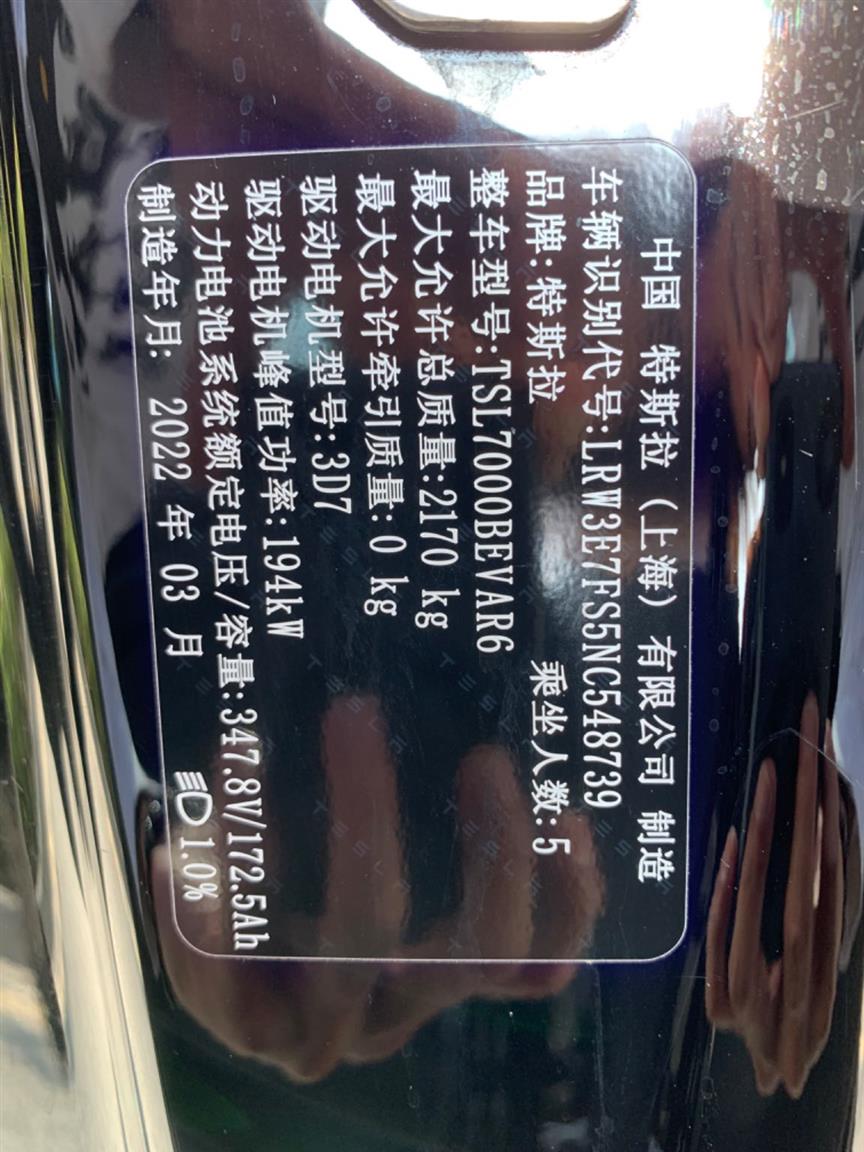 中国 特斯拉（上海）有限公司 制造
车辆识别代号:LRW3E7FS5NC548739
品牌:特斯拉 乘坐人数:5
整车型号:TSL7000BEVAR6
最大允许总质量:2170 kg
最大允许牵引质量:0 kg
驱动电机型号:3D7
驱动电机峰值功率:194kW
动力电池系统额定电压/容量:347.8V/172.5Ah
制造年月: 2022 年 03 月 1.0%